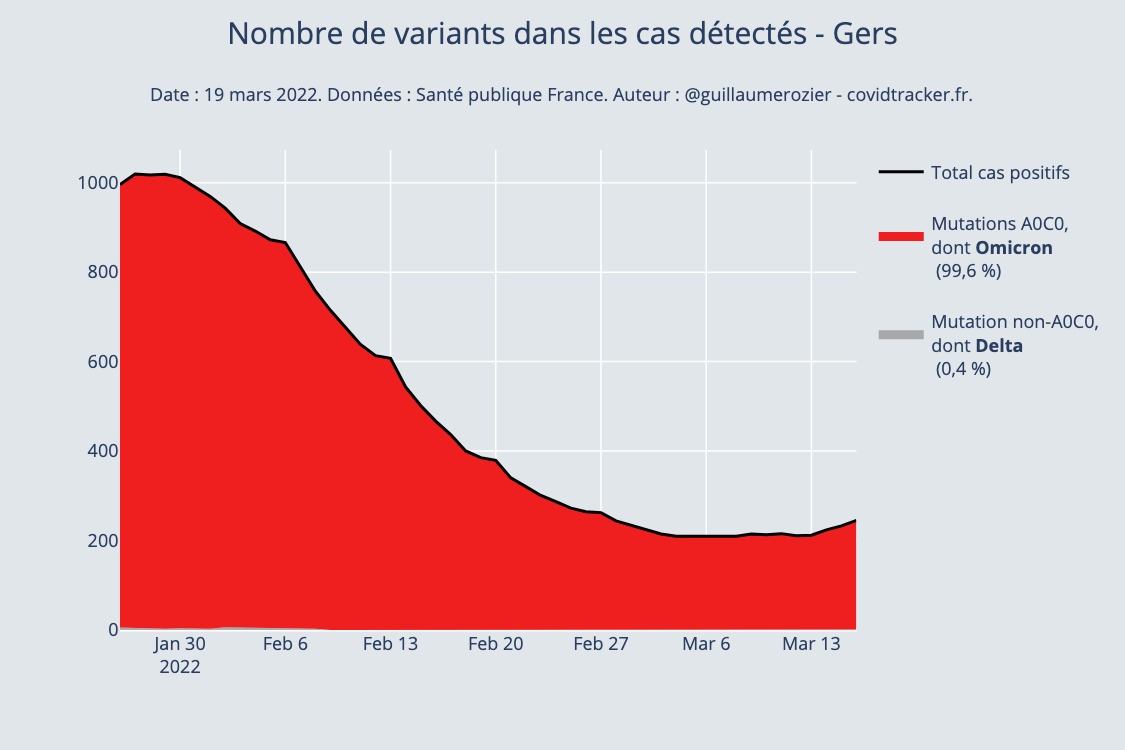 Nombre de variants dans les cas détectés - Gers
Date : 19 mars 2022. Données : Santé publique France. Auteur : @guillaumerozier - covidtracker.fr.
1000
800
600
400
200
0
Jan 30
2022
Feb 6
Feb 13
Feb 20
Feb 27
Mar 6
Mar 13
Total cas positifs
Mutations A0C0,
dont Omicron
(99,6 %)
Mutation non-A0C0,
dont Delta
(0,4 %)